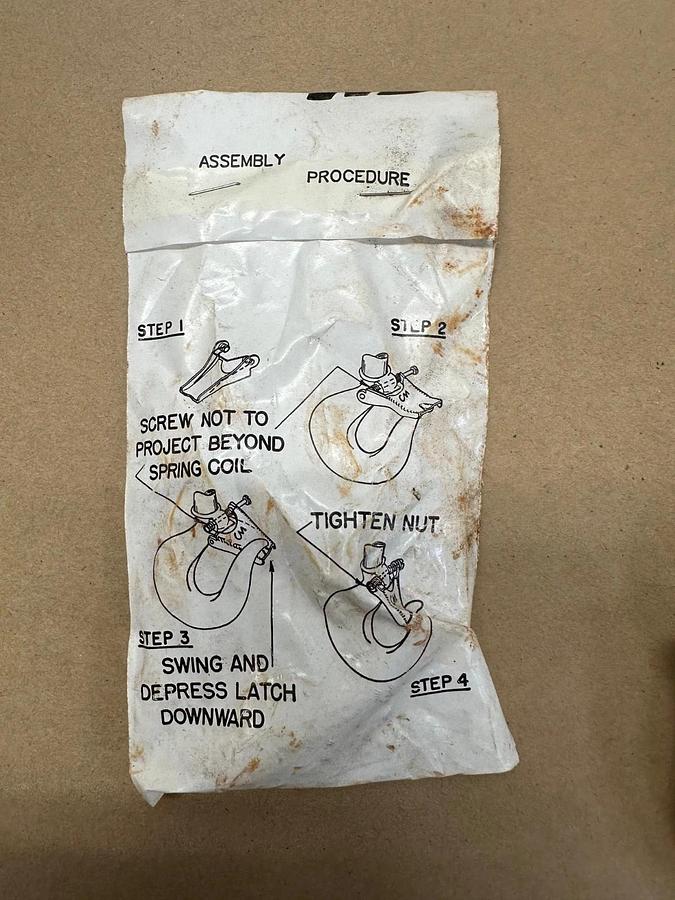 ASSEMBLY PROCEDURE
STEP 1
STEP 2
SCREW NOT TO
PROJECT BEYOND
SPRING COIL
TIGHTEN NUT
STEP 3
SWING AND
DEPRESS LATCH
DOWNWARD
STEP 4